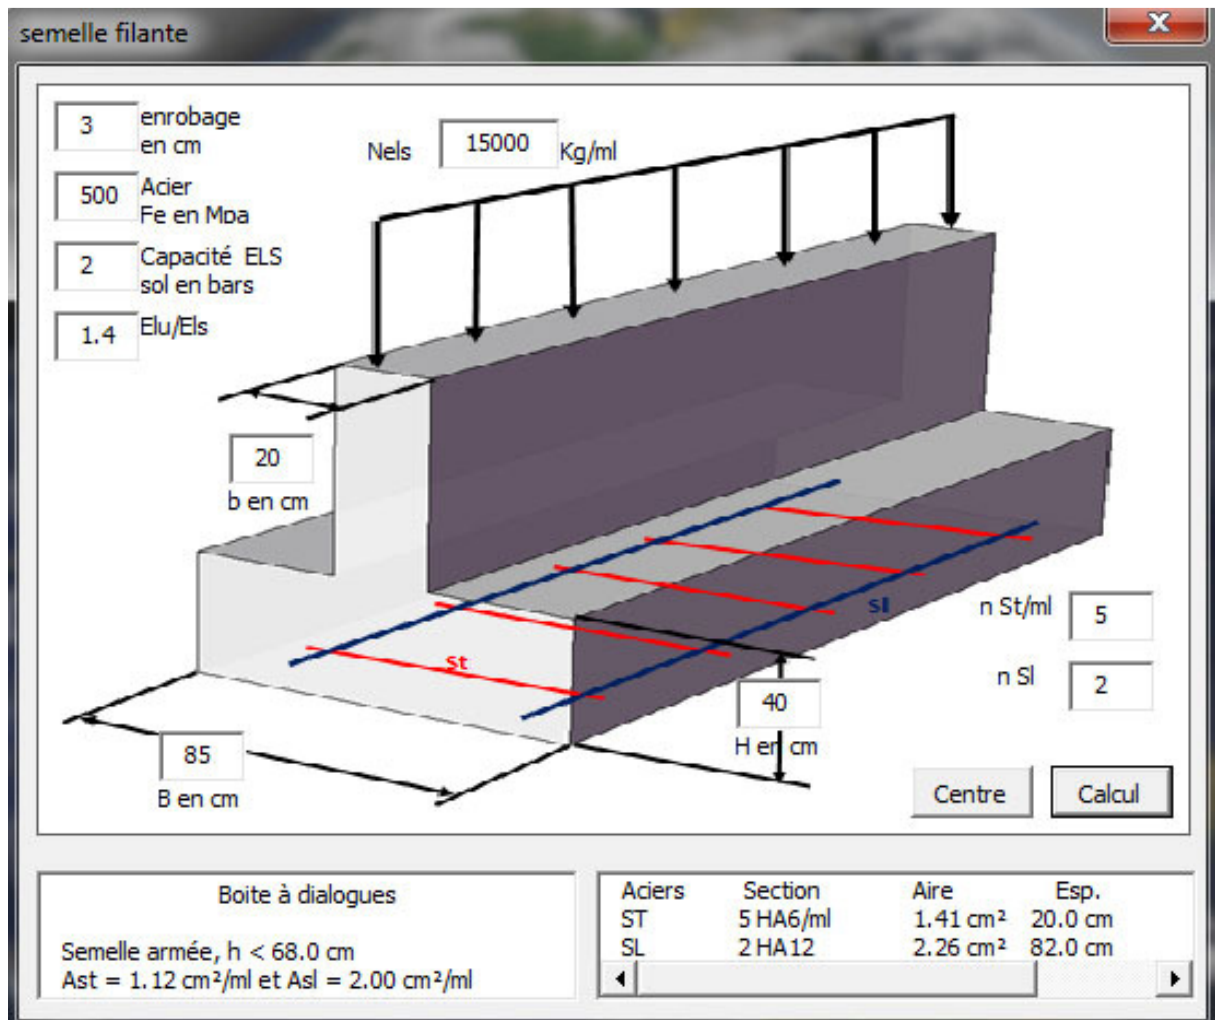 semelle filante
X
3 enrobage
en cm
Nels 15000 Kg/ml
500 Acier
Fe en Mpa
2 Capacité ELS
sol en bars
1.4 Elu/Els
20
b en cm
Sl
n St/ml 5
St
n Sl 2
40
H en cm
85
B en cm
Centre Calcul
Boite à dialogues
Semelle armée, h < 68.0 cm
Ast = 1.12 cm²/ml et Asl = 2.00 cm²/ml
Aciers Section Aire Esp.
ST 5 HA6/ml 1.41 cm² 20.0 cm
SL 2 HA12 2.26 cm² 82.0 cm